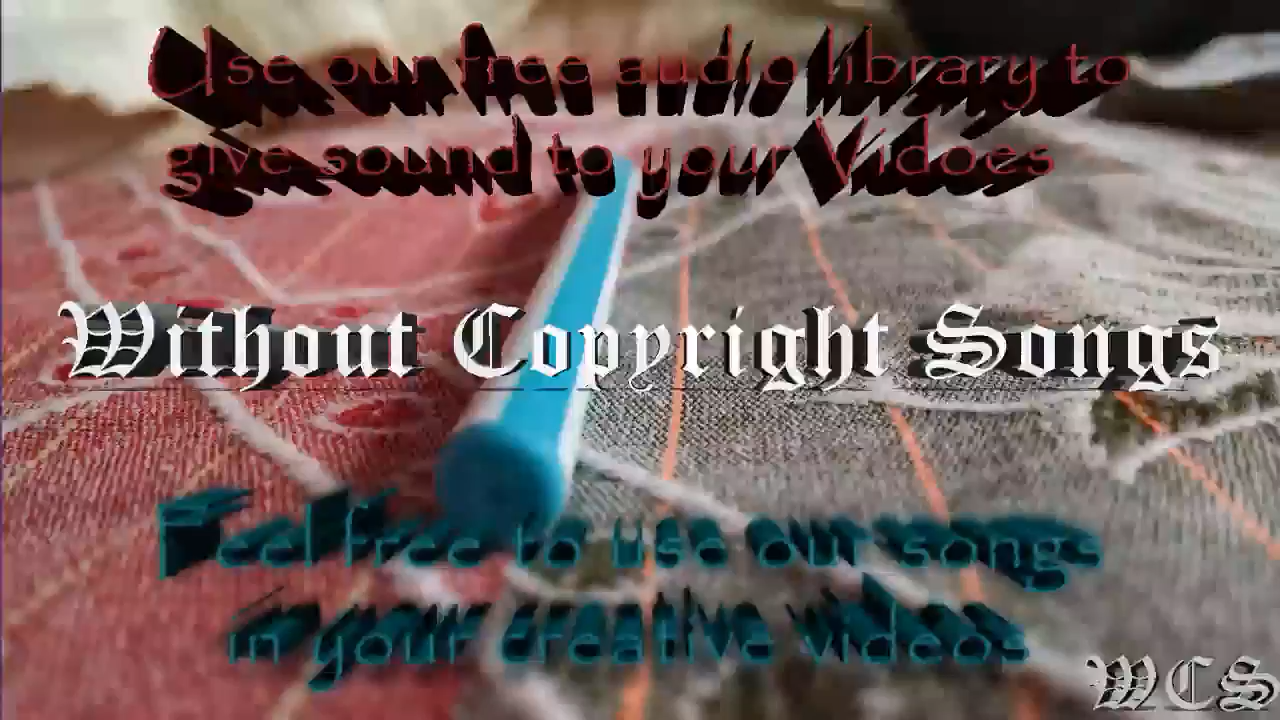 Use our free audio library to
give sound to your Vidoes
Without Copyright Songs
Feel free to use our songs
in your creative videos
WCS